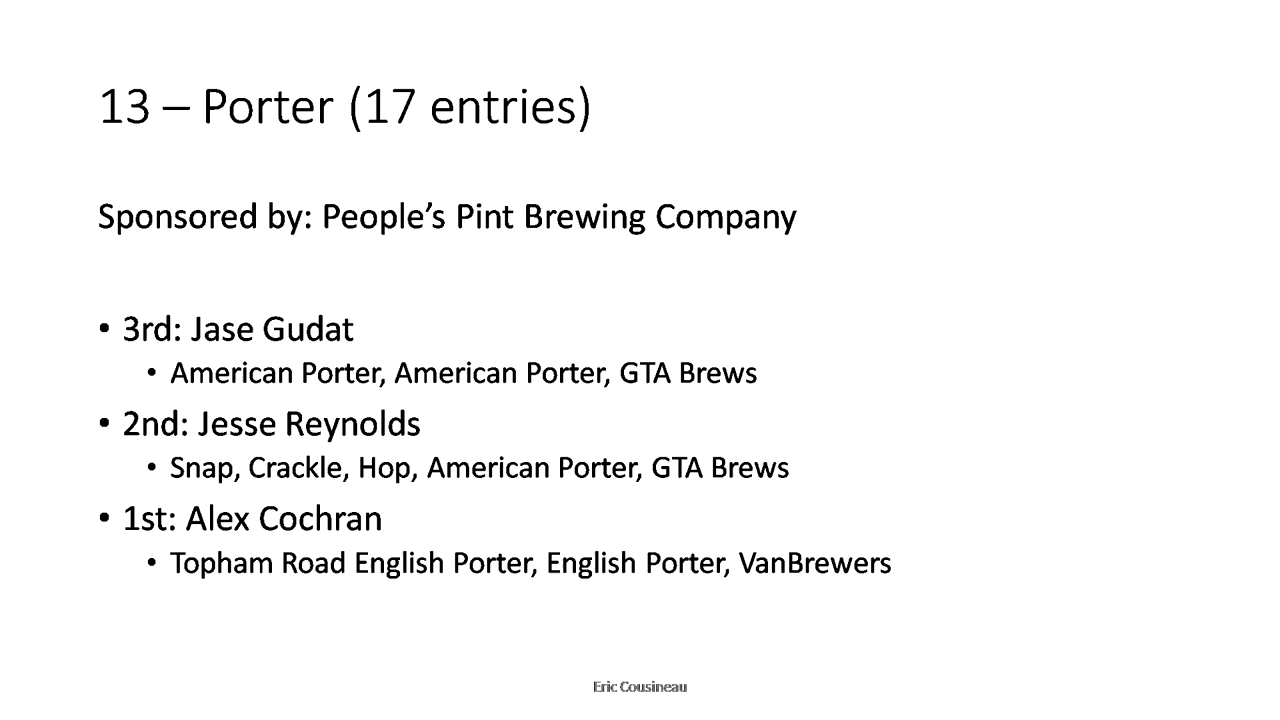 13 – Porter (17 entries)
Sponsored by: People’s Pint Brewing Company
• 3rd: Jase Gudat
• American Porter, American Porter, GTA Brews
• 2nd: Jesse Reynolds
• Snap, Crackle, Hop, American Porter, GTA Brews
• 1st: Alex Cochran
• Topham Road English Porter, English Porter, VanBrewers
Eric Cousineau